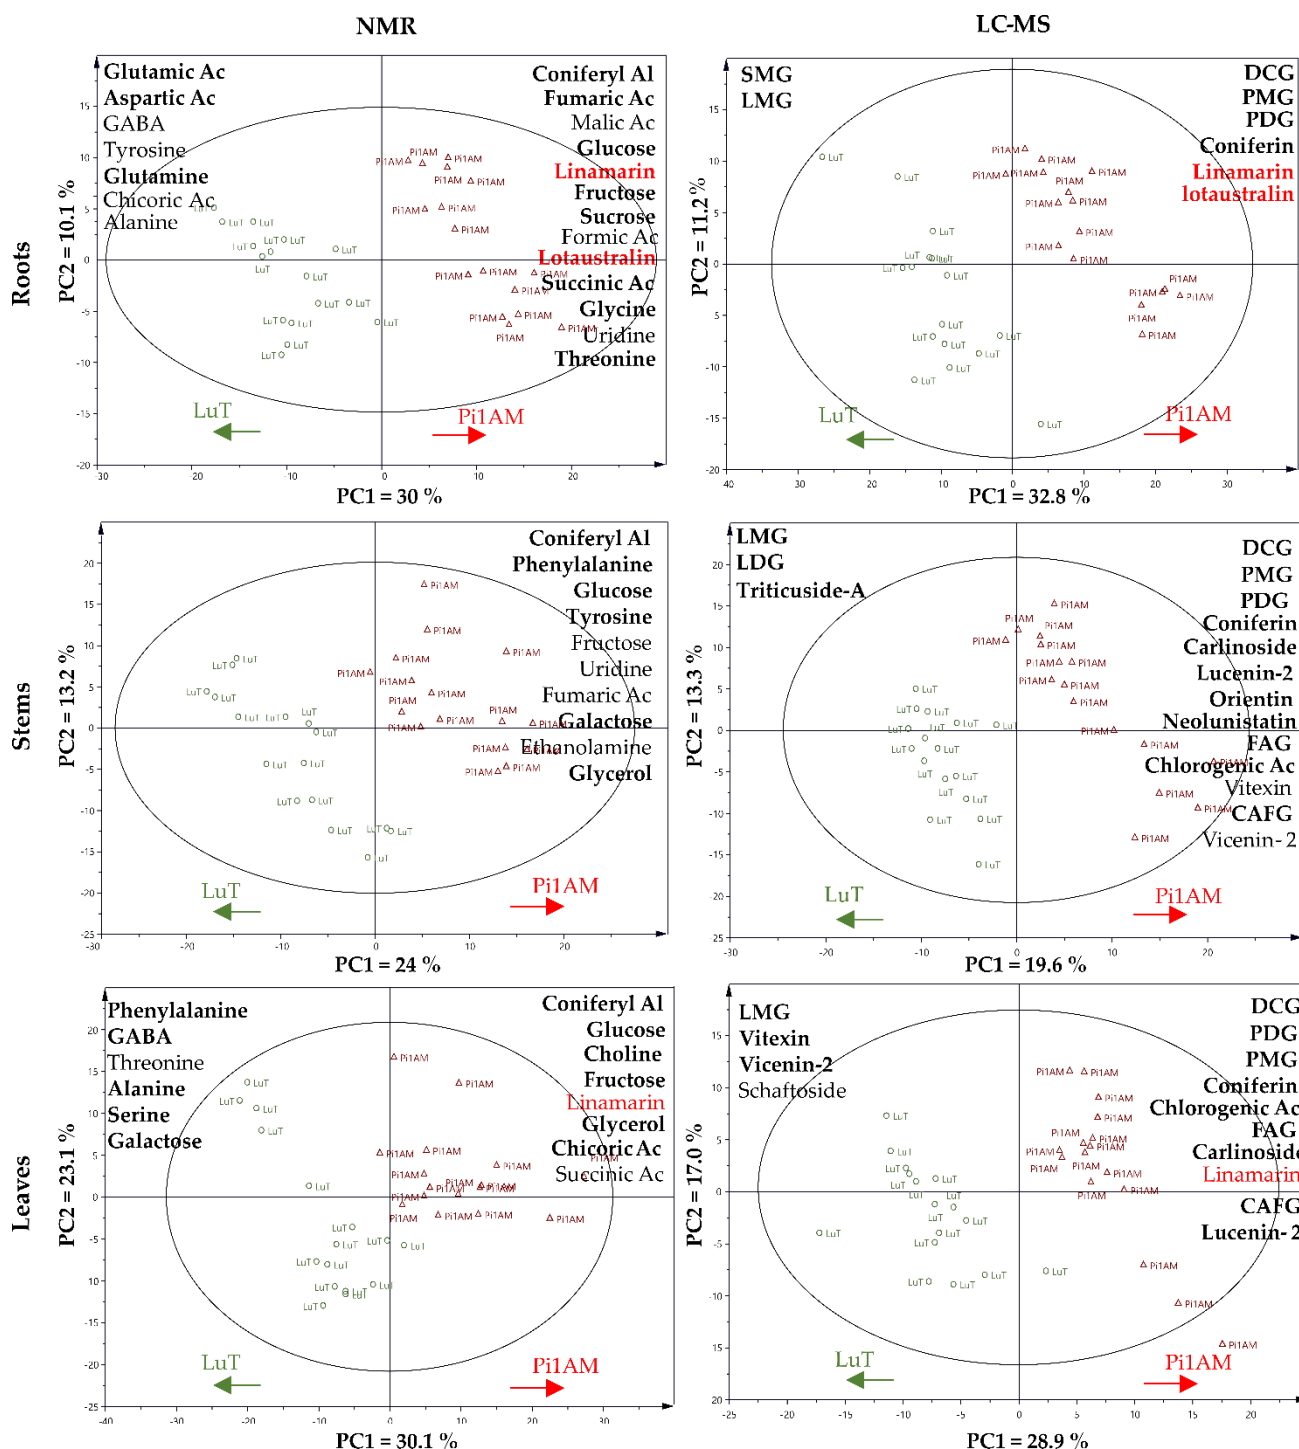 NMR
LC-MS
Roots
PC2 = 10.1 %
Glutamic Ac
Aspartic Ac
GABA
Tyrosine
Glutamine
Chicoric Ac
Alanine
Coniferyl Al
Fumaric Ac
Malic Ac
Glucose
Linamarin
Fructose
Sucrose
Formic Ac
Lotaustralin
Succinic Ac
Glycine
Uridine
Threonine
LuT
Pi1AM
PC1 = 30 %
PC2 = 11.2 %
SMG
LMG
DCG
PMG
PDG
Coniferin
Linamarin
lotaustralin
LuT
Pi1AM
PC1 = 32.8 %
Stems
PC2 = 13.2 %
Coniferyl Al
Phenylalanine
Glucose
Tyrosine
Fructose
Uridine
Fumaric Ac
Galactose
Ethanolamine
Glycerol
LuT
Pi1AM
PC1 = 24 %
PC2 = 13.3 %
LMG
LDG
Triticuside-A
DCG
PMG
PDG
Coniferin
Carlinoside
Lucenin-2
Orientin
Neolunistatin
FAG
Chlorogenic Ac
Vitexin
CAFG
Vicenin- 2
LuT
Pi1AM
PC1 = 19.6 %
Leaves
PC2 = 23.1 %
Phenylalanine
GABA
Threonine
Alanine
Serine
Galactose
Coniferyl Al
Glucose
Choline
Fructose
Linamarin
Glycerol
Chicoric Ac
Succinic Ac
LuT
Pi1AM
PC1 = 30.1 %
PC2 = 17.0 %
LMG
Vitexin
Vicenin-2
Schaftoside
DCG
PDG
PMG
Coniferin
Chlorogenic Ac
FAG
Carlinoside
Linamarin
CAFG
Lucenin- 2
LuT
Pi1AM
PC1 = 28.9 %